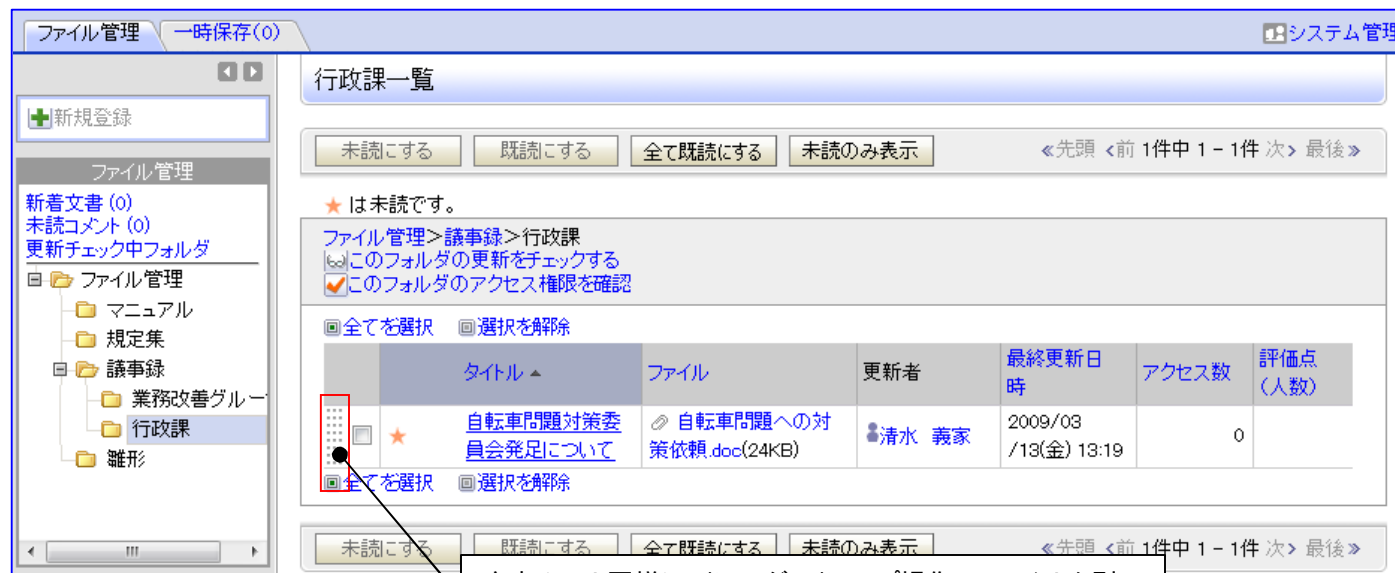 ファイル管理 一時保存(0) システム管理
新規登録
ファイル管理
新着文書 (0)
未読コメント (0)
更新チェック中フォルダ
ファイル管理
マニュアル
規定集
議事録
業務改善グルー
行政課
雛形
行政課一覧
未読にする 既読にする 全て既読にする 未読のみ表示 ≪先頭 <前 1件中 1 - 1件 次> 最後≫
★ は未読です。
ファイル管理>議事録>行政課
このフォルダの更新をチェックする
このフォルダのアクセス権限を確認
全てを選択 選択を解除
タイトル ▲ ファイル 更新者 最終更新日時 アクセス数 評価点(人数)
自転車問題対策委員会発足について 自転車問題への対策依頼.doc(24KB) 清水 義家 2009/03/13(金) 13:19 0
全てを選択 選択を解除
未読にする 既読にする 全て既読にする 未読のみ表示 ≪先頭 <前 1件中 1 - 1件 次> 最後≫